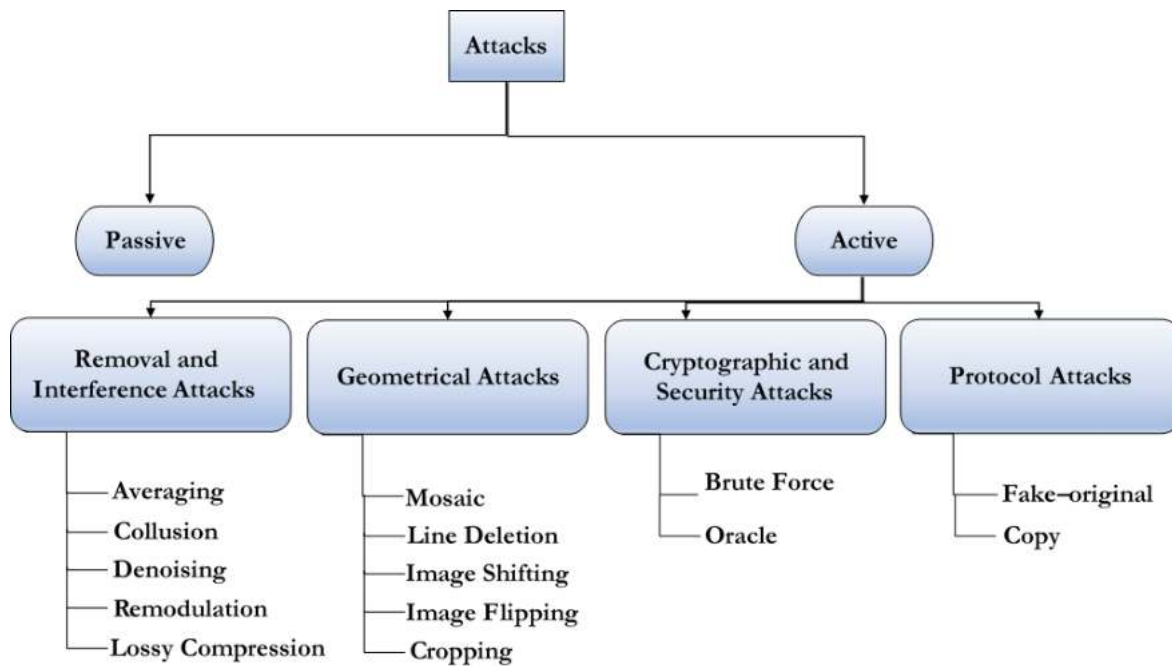 Attacks
Passive
Active
Removal and
Interference Attacks
Geometrical Attacks
Cryptographic and
Security Attacks
Protocol Attacks
Averaging
Collusion
Denoising
Remodulation
Lossy Compression
Mosaic
Line Deletion
Image Shifting
Image Flipping
Cropping
Brute Force
Oracle
Fake–original
Copy